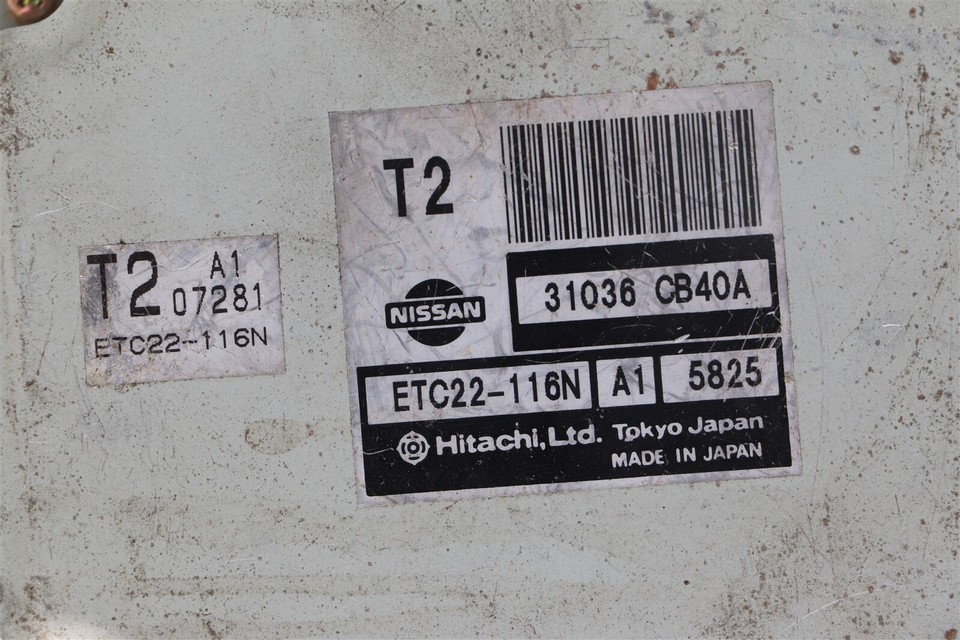 T2 A1
07281
ETC22-116N
T2
NISSAN
31036 CB40A
ETC22-116N A1 5825
Hitachi, Ltd. Tokyo Japan
MADE IN JAPAN